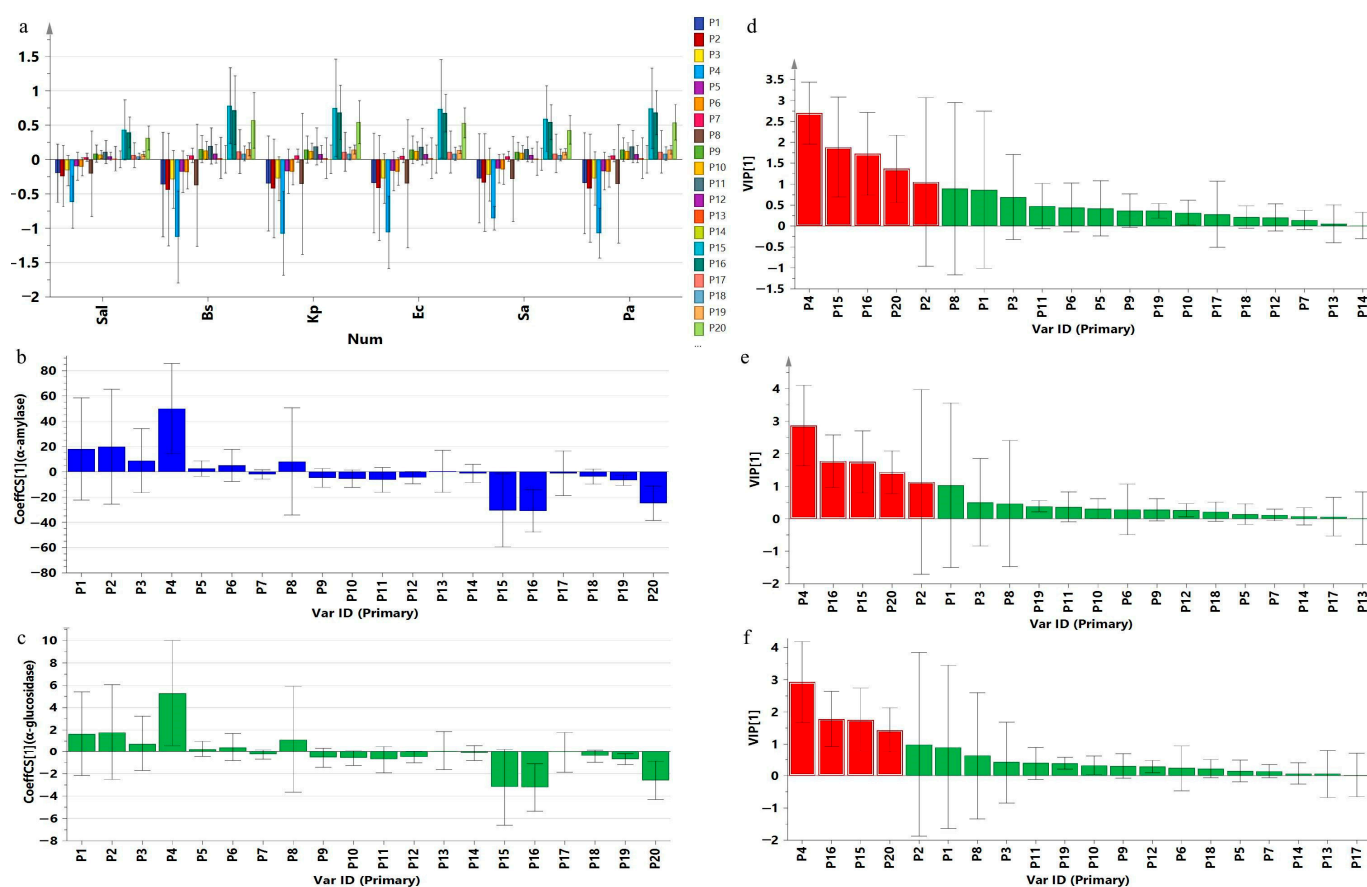 a
1.5
1
0.5
0
−0.5
−1
−1.5
−2
Sal
Bs
Kp
Ec
Sa
Pa
Num
P1
P2
P3
P4
P5
P6
P7
P8
P9
P10
P11
P12
P13
P14
P15
P16
P17
P18
P19
P20
...
b
CoeffCS[1](α-amylase)
80
60
40
20
0
−20
−40
−60
−80
P1 P2 P3 P4 P5 P6 P7 P8 P9 P10 P11 P12 P13 P14 P15 P16 P17 P18 P19 P20
Var ID (Primary)
c
CoeffCS[1](α-glucosidase)
10
8
6
4
2
0
−2
−4
−6
−8
P1 P2 P3 P4 P5 P6 P7 P8 P9 P10 P11 P12 P13 P14 P15 P16 P17 P18 P19 P20
Var ID (Primary)
d
VIP[1]
3.5
3
2.5
2
1.5
1
0.5
0
−0.5
−1
−1.5
P4 P15 P16 P20 P2 P8 P1 P3 P11 P6 P5 P9 P19 P10 P17 P18 P12 P7 P13 P14
Var ID (Primary)
e
VIP[1]
4
3
2
1
0
−1
−2
P4 P16 P15 P20 P2 P1 P3 P8 P19 P11 P10 P6 P9 P12 P18 P5 P7 P14 P17 P13
Var ID (Primary)
f
VIP[1]
4
3
2
1
0
−1
−2
P4 P16 P15 P20 P2 P1 P8 P3 P11 P19 P10 P9 P12 P6 P18 P5 P7 P14 P13 P17
Var ID (Primary)